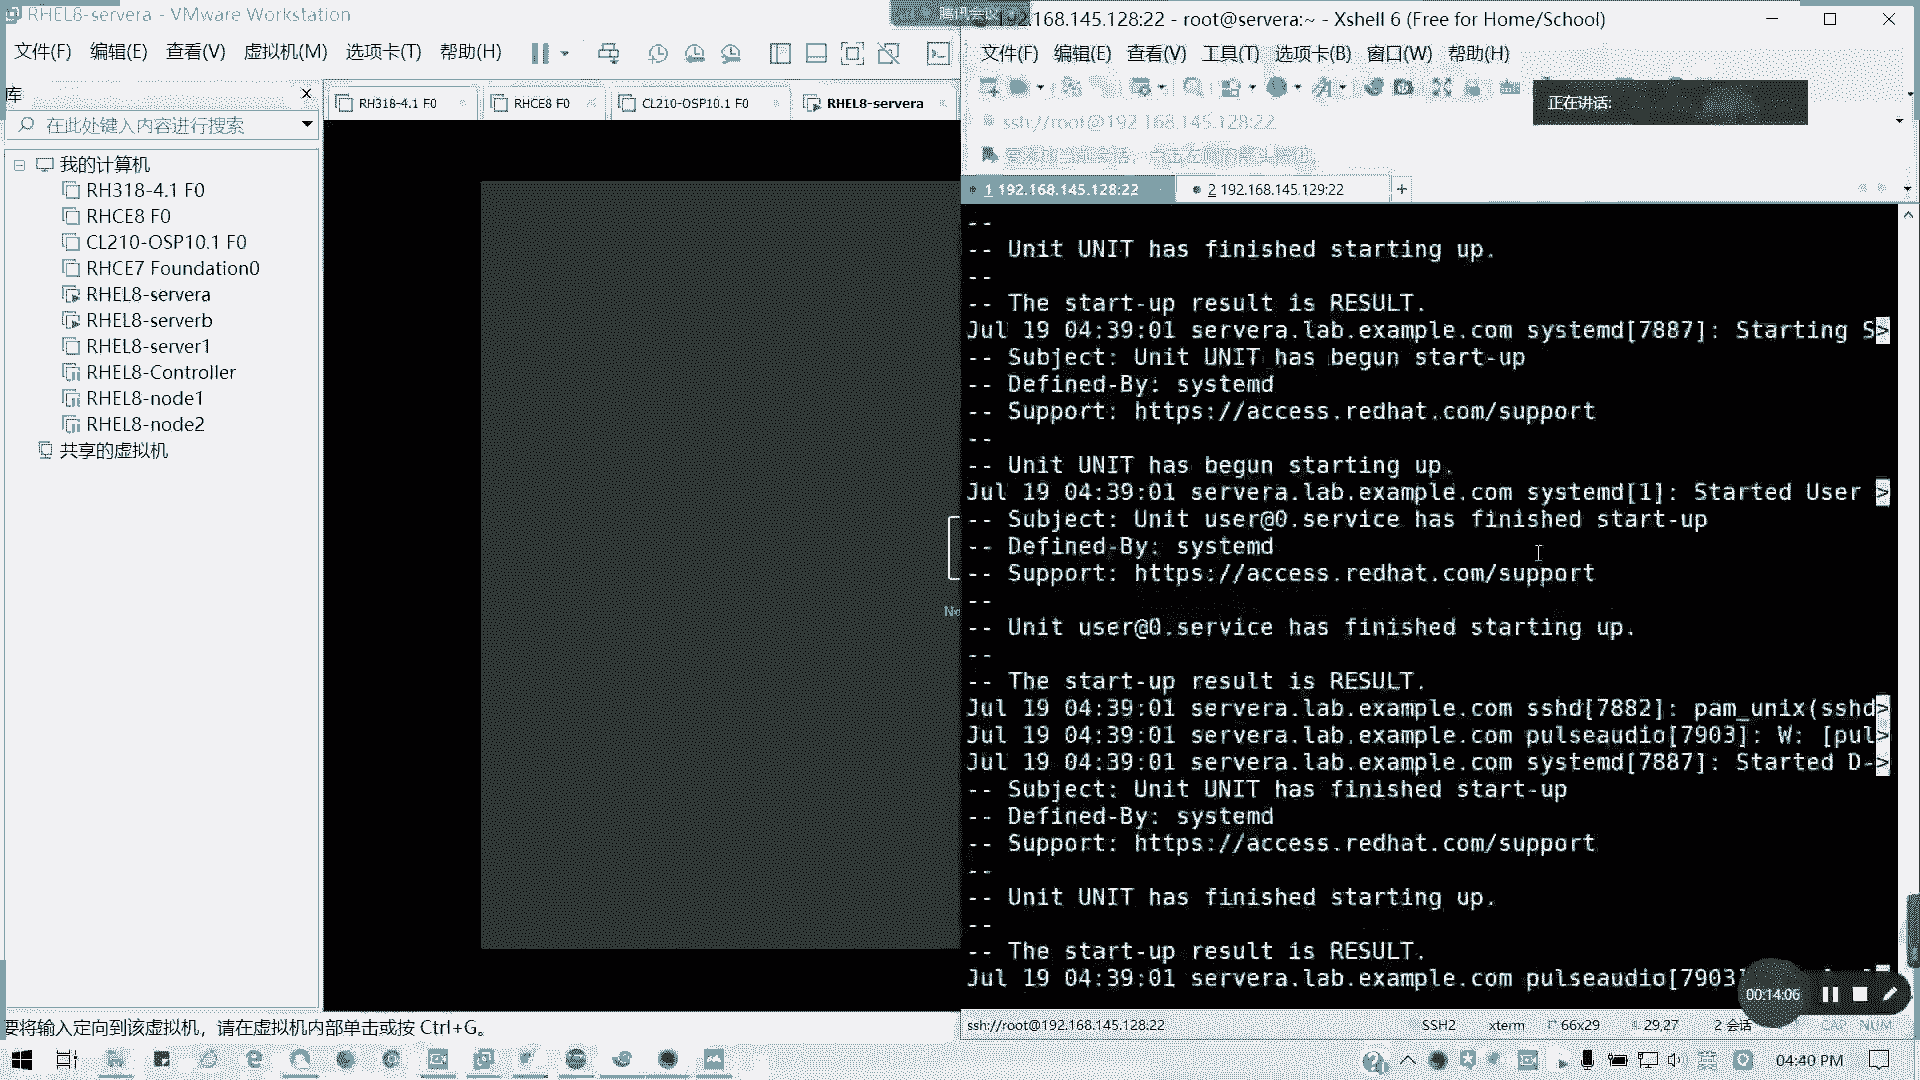 RHEL8-servera - VMware Workstation
文件(F) 编辑(E) 查看(V) 虚拟机(M) 选项卡(T) 帮助(H)
库
在此处键入内容进行搜索
我的计算机
RH318-4.1 F0
RHCE8 F0
CL210-OSP10.1 F0
RHCE7 Foundation0
RHEL8-servera
RHEL8-serverb
RHEL8-server1
RHEL8-Controller
RHEL8-node1
RHEL8-node2
共享的虚拟机
RH318-4.1 F0
RHCE8 F0
CL210-OSP10.1 F0
RHEL8-servera
No
要将输入定向到该虚拟机，请在虚拟机内部单击或按 Ctrl+G。
腾讯会议
192.168.145.128:22 - root@servera:~ - Xshell 6 (Free for Home/School)
文件(F) 编辑(E) 查看(V) 工具(T) 选项卡(B) 窗口(W) 帮助(H)
正在讲话:
ssh://root@192.168.145.128:22
1 192.168.145.128:22
2 192.168.145.129:22
+
--
-- Unit UNIT has finished starting up.
--
-- The start-up result is RESULT.
Jul 19 04:39:01 servera.lab.example.com systemd[7887]: Starting S>
-- Subject: Unit UNIT has begun start-up
-- Defined-By: systemd
-- Support: https://access.redhat.com/support
--
-- Unit UNIT has begun starting up.
Jul 19 04:39:01 servera.lab.example.com systemd[1]: Started User >
-- Subject: Unit user@0.service has finished start-up
-- Defined-By: systemd
-- Support: https://access.redhat.com/support
--
-- Unit user@0.service has finished starting up.
--
-- The start-up result is RESULT.
Jul 19 04:39:01 servera.lab.example.com sshd[7882]: pam_unix(sshd>
Jul 19 04:39:01 servera.lab.example.com pulseaudio[7903]: W: [pul>
Jul 19 04:39:01 servera.lab.example.com systemd[7887]: Started D->
-- Subject: Unit UNIT has finished start-up
-- Defined-By: systemd
-- Support: https://access.redhat.com/support
--
-- Unit UNIT has finished starting up.
--
-- The start-up result is RESULT.
Jul 19 04:39:01 servera.lab.example.com pulseaudio[7903]
00:14:06
ssh://root@192.168.145.128:22 SSH2 xterm 66x29 29,27 2 会话 CAP NUM
英
04:40 PM